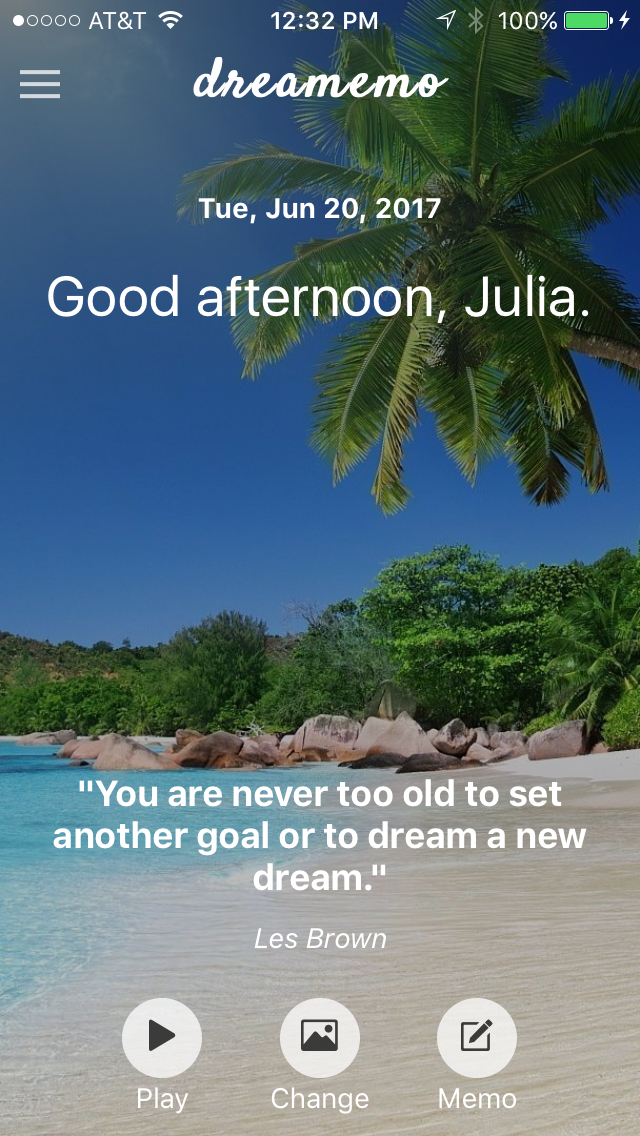 AT&T 12:32 PM 100%
dreamemo
Tue, Jun 20, 2017
Good afternoon, Julia.
"You are never too old to set
another goal or to dream a new
dream."
Les Brown
Play Change Memo